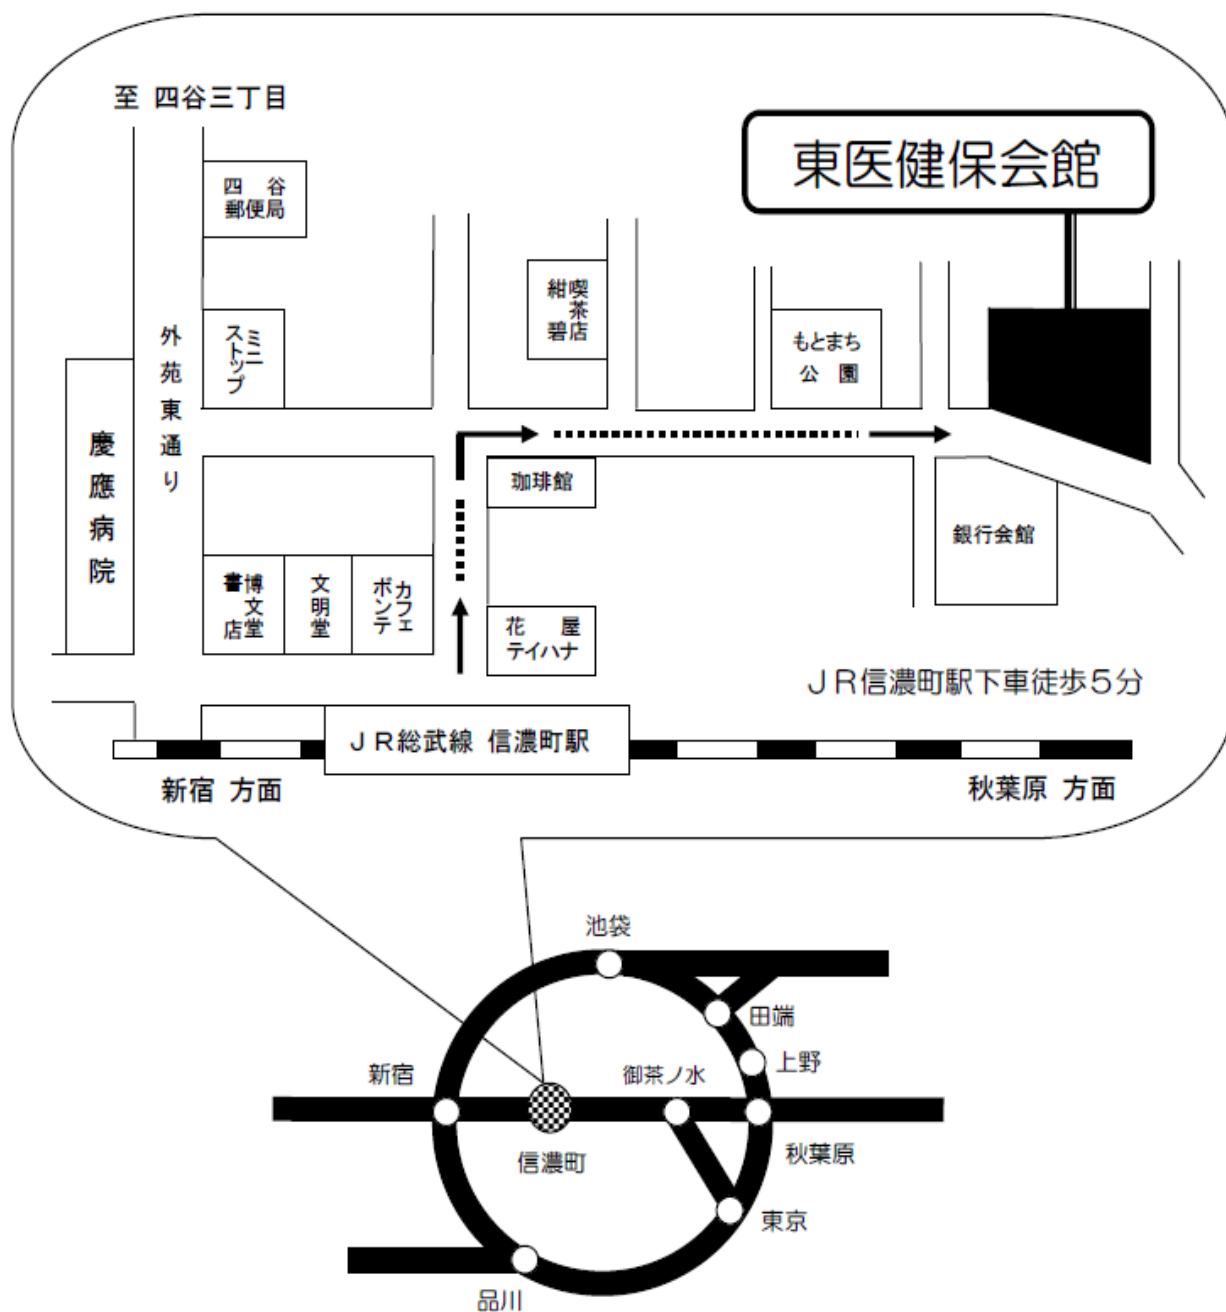 至 四谷三丁目
東医健保会館
四 谷
郵便局
喫茶店
紺碧
ミニ
ストップ
もとまち
公 園
外苑東通り
慶應病院
珈琲館
銀行会館
博文堂
書店
文明堂
カフェ
ボンテ
花 屋
テイハナ
ＪＲ信濃町駅下車徒歩５分
ＪＲ総武線 信濃町駅
新宿 方面
秋葉原 方面
池袋
田端
上野
新宿
御茶ノ水
信濃町
秋葉原
東京
品川